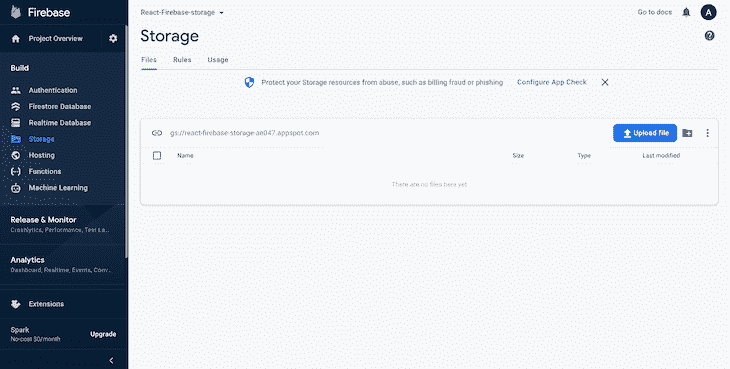 Firebase
React-Firebase-storage
Go to docs
A
Project Overview
Storage
Build
Files
Rules
Usage
Protect your Storage resources from abuse, such as billing fraud or phishing
Configure App Check
Authentication
Firestore Database
Realtime Database
Storage
Hosting
Functions
Machine Learning
gs://react-firebase-storage-ae047.appspot.com
Upload file
Name
Size
Type
Last modified
There are no files here yet
Release & Monitor
Crashlytics, Performance, Test La...
Analytics
Dashboard, Realtime, Events, Conv...
Extensions
Spark
No-cost $0/month
Upgrade